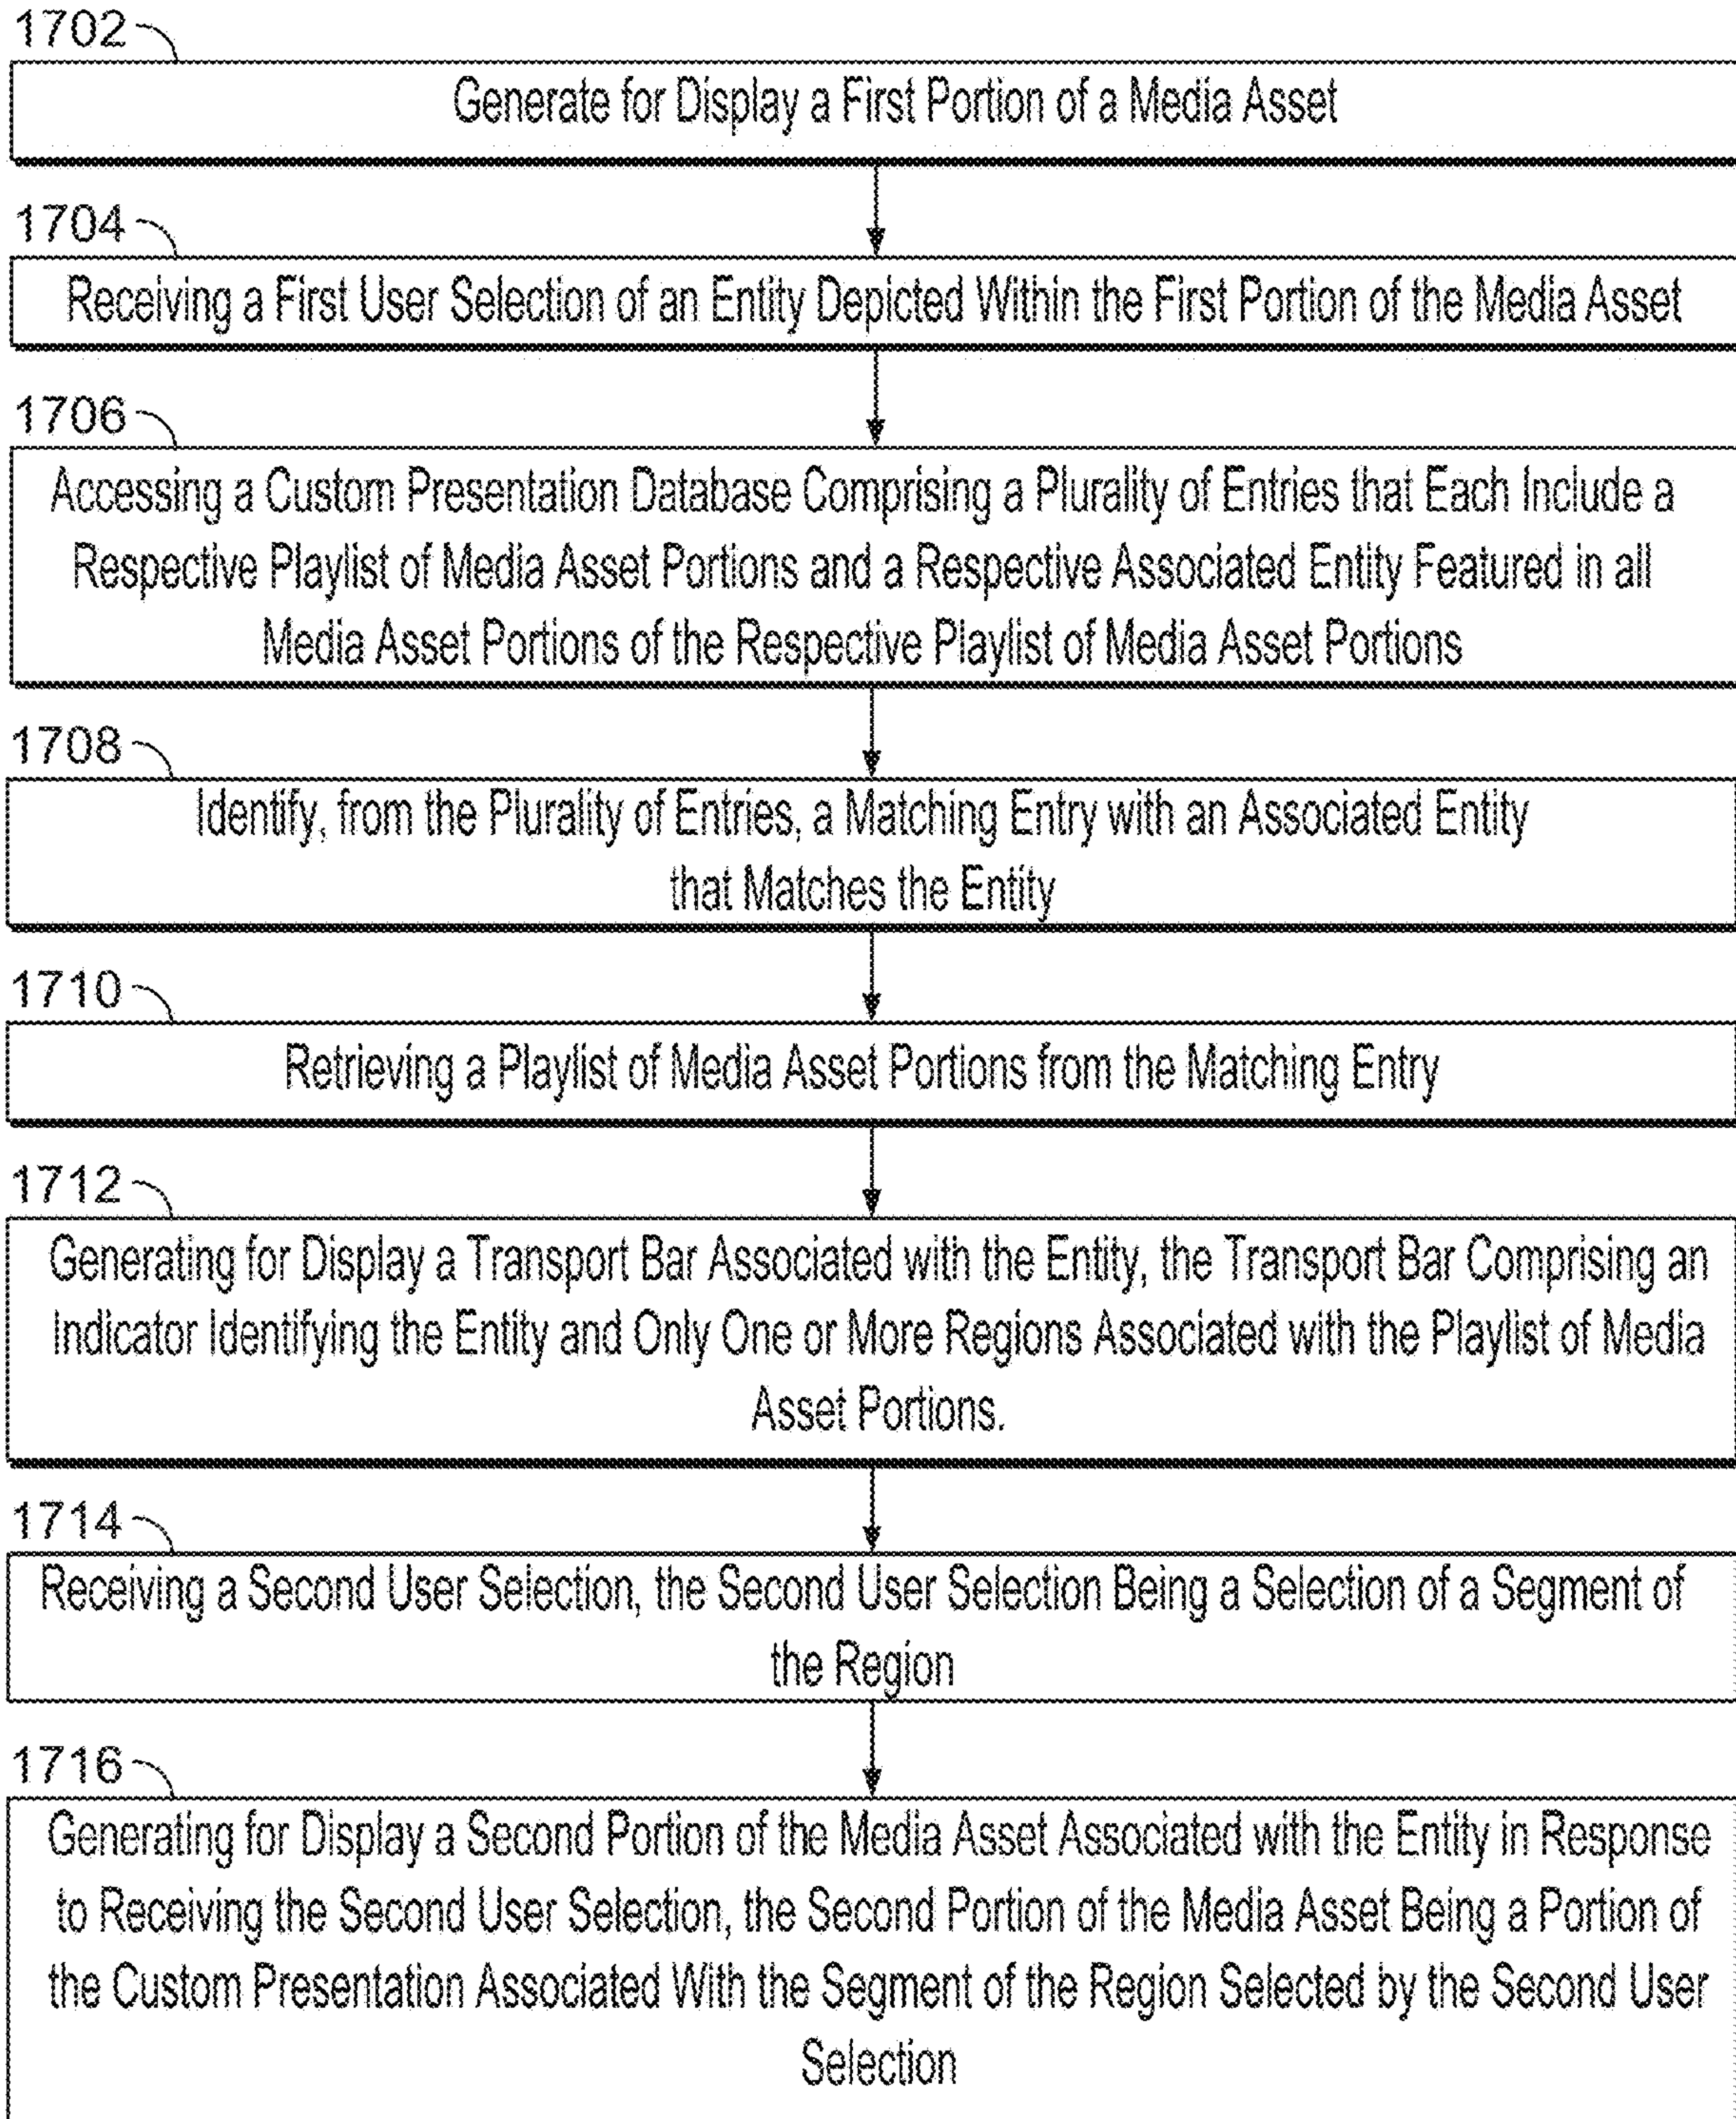 1702
Generate for Display a First Portion of a Media Asset
1704
Receiving a First User Selection of an Entity Depicted Within the First Portion of the Media Asset
1706
Accessing a Custom Presentation Database Comprising a Plurality of Entries that Each Include a
Respective Playlist of Media Asset Portions and a Respective Associated Entity Featured in all
Media Asset Portions of the Respective Playlist of Media Asset Portions
1708
Identify, from the Plurality of Entries, a Matching Entry with an Associated Entity
that Matches the Entity
1710
Retrieving a Playlist of Media Asset Portions from the Matching Entry
1712
Generating for Display a Transport Bar Associated with the Entity, the Transport Bar Comprising an
Indicator Identifying the Entity and Only One or More Regions Associated with the Playlist of Media
Asset Portions.
1714
Receiving a Second User Selection, the Second User Selection Being a Selection of a Segment of
the Region
1716
Generating for Display a Second Portion of the Media Asset Associated with the Entity in Response
to Receiving the Second User Selection, the Second Portion of the Media Asset Being a Portion of
the Custom Presentation Associated With the Segment of the Region Selected by the Second User
Selection